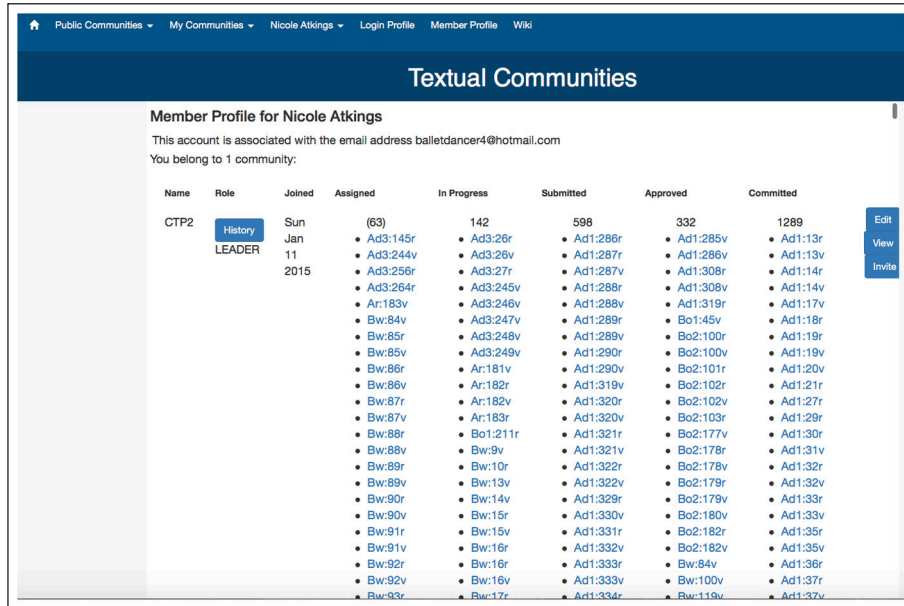 Public Communities My Communities Nicole Atkings Login Profile Member Profile Wiki
Textual Communities
Member Profile for Nicole Atkings
This account is associated with the email address balletdancer4@hotmail.com
You belong to 1 community:
Name Role Joined Assigned In Progress Submitted Approved Committed
CTP2 History LEADER Sun Jan 11 2015 (63) 142 598 332 1289 Edit View Invite
Ad3:145r Ad3:26r Ad1:286r Ad1:285v Ad1:13r
Ad3:244v Ad3:26v Ad1:287r Ad1:286v Ad1:13v
Ad3:256r Ad3:27r Ad1:287v Ad1:308r Ad1:14r
Ad3:264r Ad3:245v Ad1:288r Ad1:308v Ad1:14v
Ar:183v Ad3:246v Ad1:288v Ad1:319r Ad1:17v
Bw:84v Ad3:247v Ad1:289r Bo1:45v Ad1:18r
Bw:85r Ad3:248v Ad1:289v Bo2:100r Ad1:19r
Bw:85v Ad3:249v Ad1:290r Bo2:100v Ad1:19v
Bw:86r Ar:181v Ad1:290v Bo2:101r Ad1:20v
Bw:86v Ar:182r Ad1:319v Bo2:102r Ad1:21r
Bw:87r Ar:182v Ad1:320r Bo2:102v Ad1:27r
Bw:87v Ar:183r Ad1:320v Bo2:103r Ad1:29r
Bw:88r Bo1:211r Ad1:321r Bo2:177v Ad1:30r
Bw:88v Bw:9v Ad1:321v Bo2:178r Ad1:31v
Bw:89r Bw:10r Ad1:322r Bo2:178v Ad1:32r
Bw:89v Bw:13v Ad1:322v Bo2:179r Ad1:32v
Bw:90r Bw:14v Ad1:329r Bo2:179v Ad1:33r
Bw:90v Bw:15r Ad1:330v Bo2:180v Ad1:33v
Bw:91r Bw:15v Ad1:331r Bo2:182r Ad1:35r
Bw:91v Bw:16r Ad1:332v Bo2:182v Ad1:35v
Bw:92r Bw:16r Ad1:333r Bw:84v Ad1:36r
Bw:92v Bw:16v Ad1:333v Bw:100v Ad1:37r
Bw:93r Bw:17r Ad1:334r Bw:119v Ad1:37v